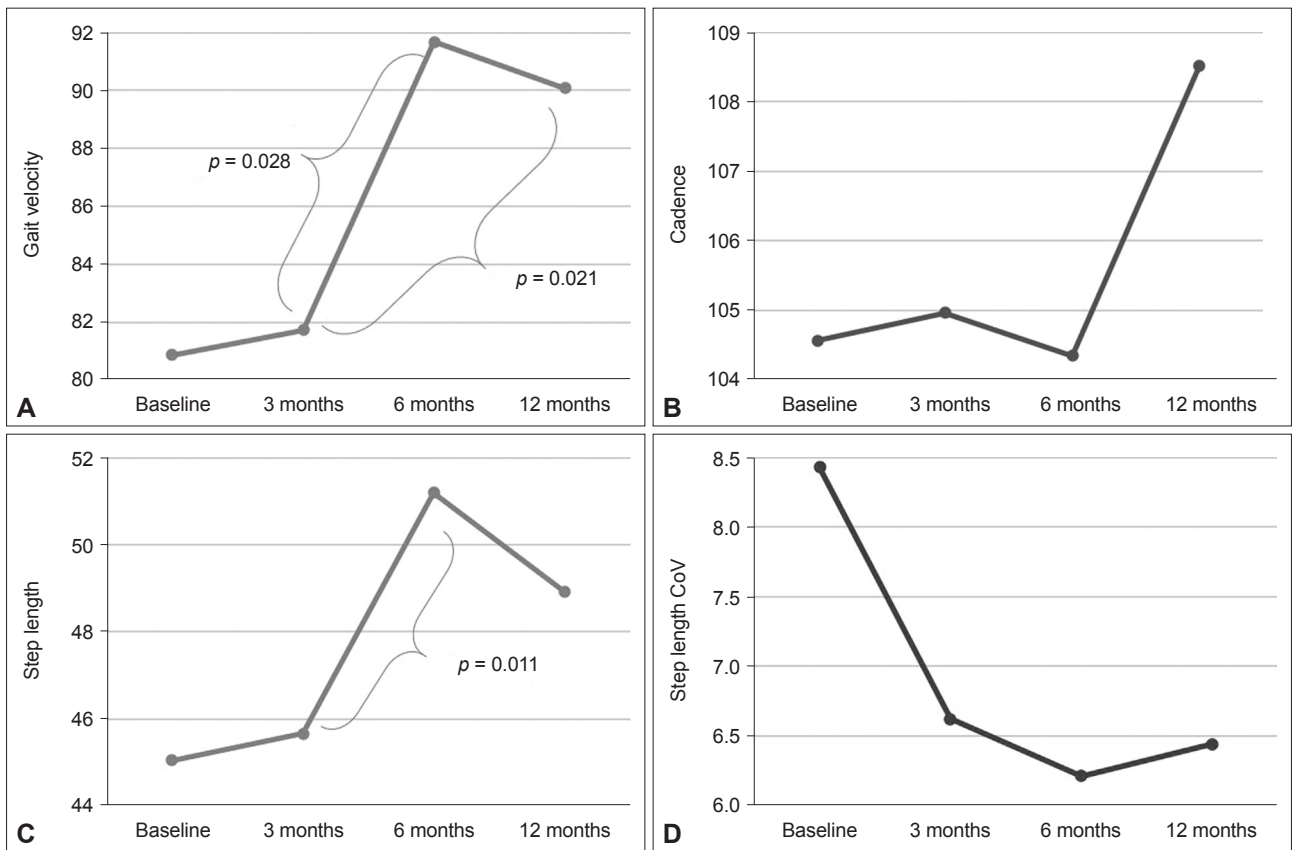 92
90
88
86
84
82
80
Gait velocity
p = 0.028
p = 0.021
Baseline 3 months 6 months 12 months
A
109
108
107
106
105
104
Cadence
Baseline 3 months 6 months 12 months
B
52
50
48
46
44
Step length
p = 0.011
Baseline 3 months 6 months 12 months
C
8.5
8.0
7.5
7.0
6.5
6.0
Step length CoV
Baseline 3 months 6 months 12 months
D